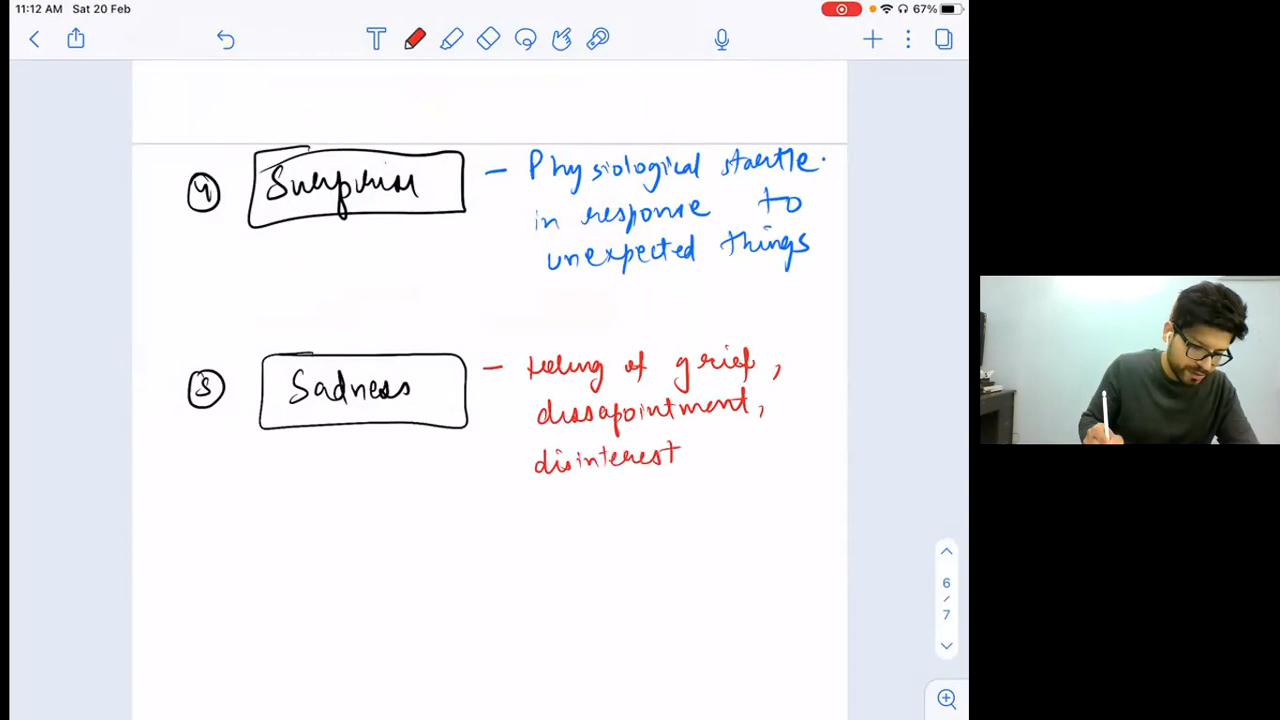 11:12 AM Sat 20 Feb
67%
T
4 Surprise - Physiological startle.
in response to
unexpected things
5 Sadness - feeling of grief,
dissapointment,
disinterest
6
/
7